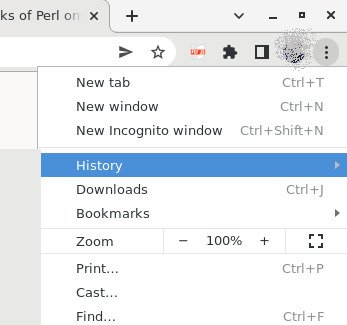 ks of Perl on
New tab Ctrl+T
New window Ctrl+N
New Incognito window Ctrl+Shift+N
History
Downloads Ctrl+J
Bookmarks
Zoom − 100% +
Print... Ctrl+P
Cast...
Find... Ctrl+F